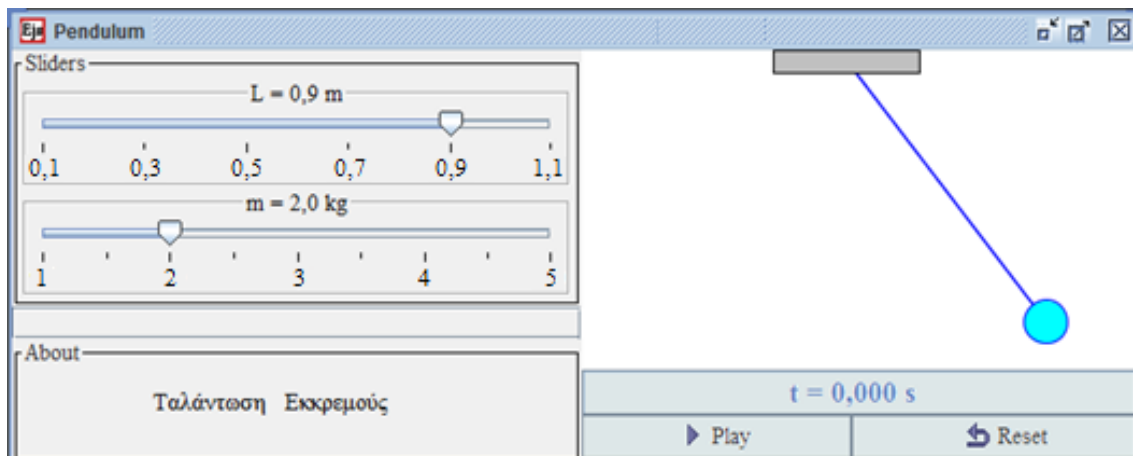 Ejs Pendulum
Sliders
L = 0,9 m
0,1 0,3 0,5 0,7 0,9 1,1
m = 2,0 kg
1 2 3 4 5
About
Ταλάντωση Εκκρεμούς
t = 0,000 s
Play Reset